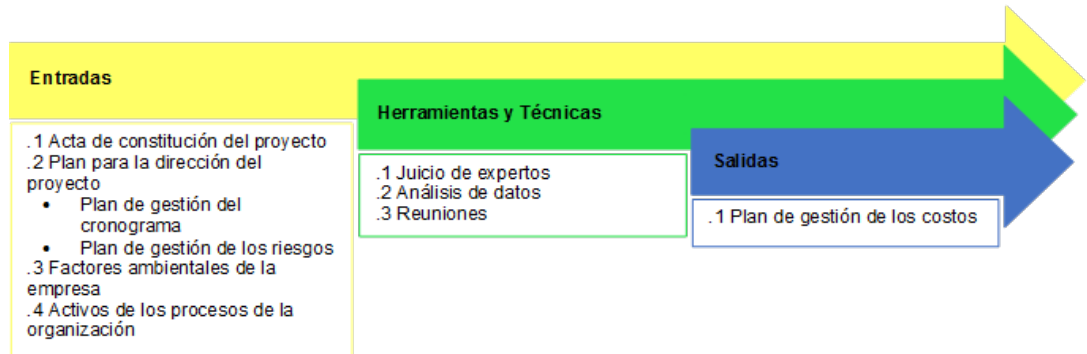 Entradas
.1 Acta de constitución del proyecto
.2 Plan para la dirección del
proyecto
• Plan de gestión del
cronograma
• Plan de gestión de los riesgos
.3 Factores ambientales de la
empresa
.4 Activos de los procesos de la
organización
Herramientas y Técnicas
.1 Juicio de expertos
.2 Análisis de datos
.3 Reuniones
Salidas
.1 Plan de gestión de los costos